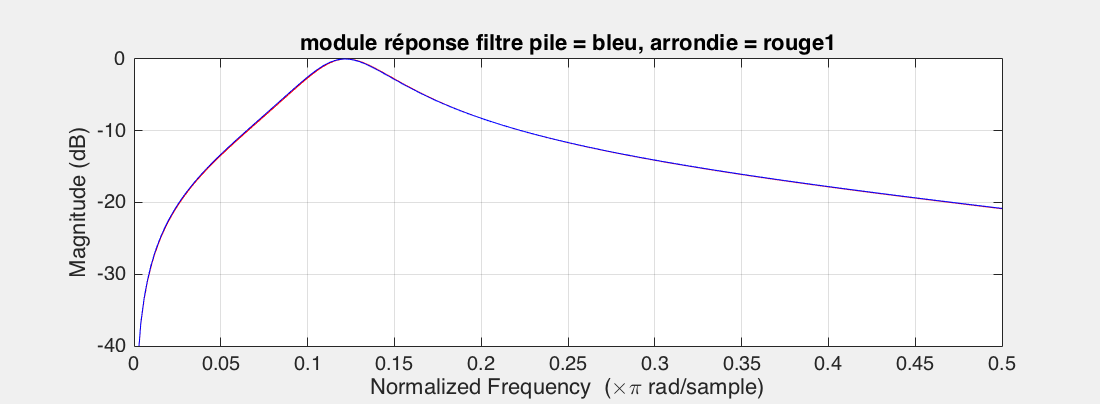 module réponse filtre pile = bleu, arrondie = rouge1
Magnitude (dB)
0
-10
-20
-30
-40
0 0.05 0.1 0.15 0.2 0.25 0.3 0.35 0.4 0.45 0.5
Normalized Frequency (×π rad/sample)